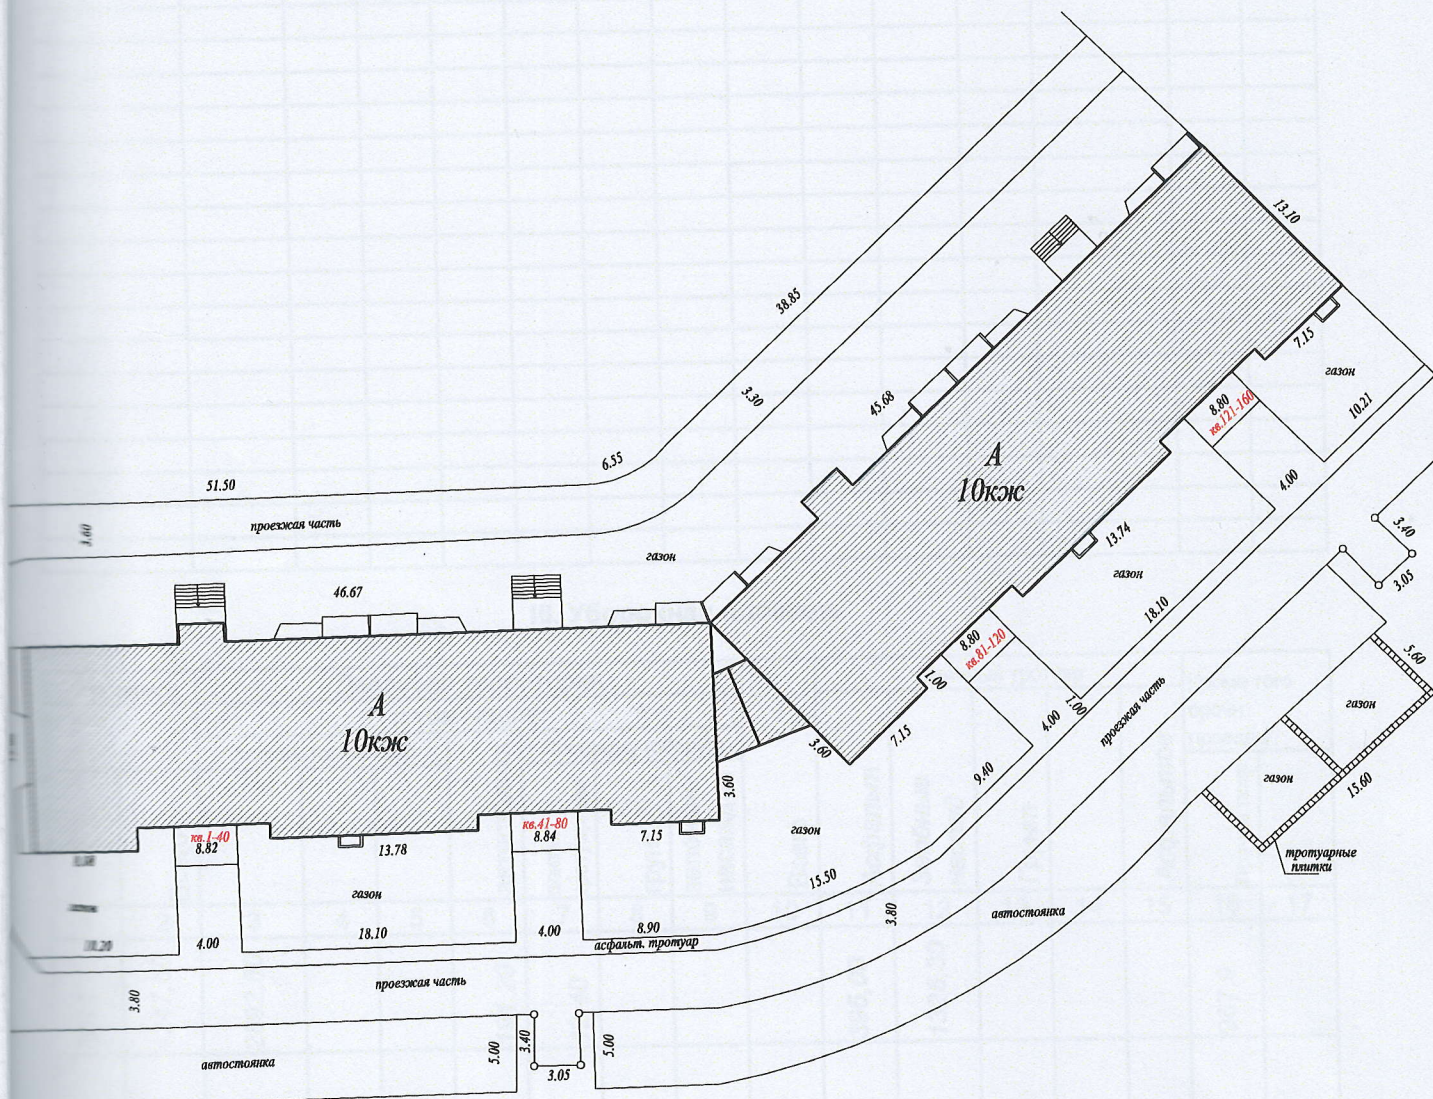 13.10
38.85
7.15
газон
3.30
45.68
8.80
кв.121-160
10.21
А
10кж
6.55
51.50
4.00
проезжая часть
3.60
3.40
13.74
газон
газон
3.05
46.67
18.10
8.80
кв.81-120
5.60
1.00
1.00
газон
А
10кж
4.00
проезжая часть
7.15
3.60
9.40
газон
3.60
15.60
кв.1-40
8.82
кв.41-80
8.84
7.15
газон
13.78
тротуарные
плитки
15.50
газон
18.10
8.90
3.80
автостоянка
4.00
4.00
асфальт. тротуар
10.20
проезжая часть
3.80
3.40
5.00
5.00
автостоянка
3.05